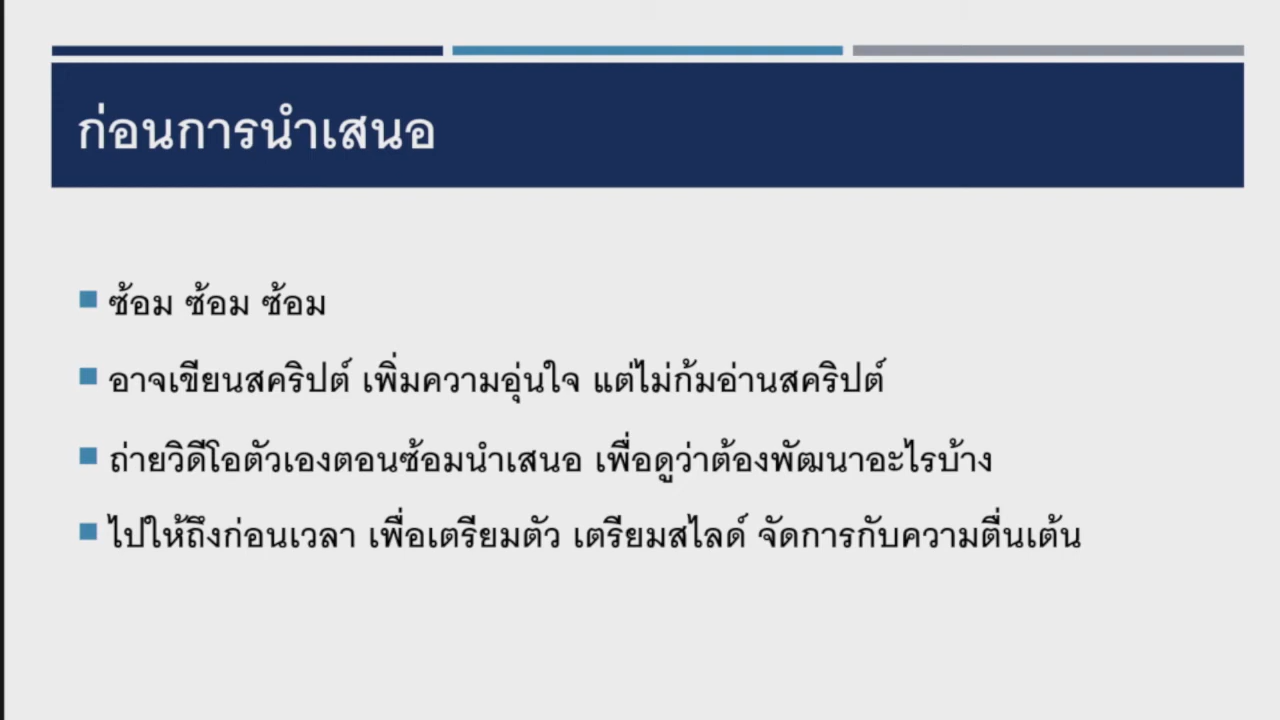 ก่อนการนำเสนอ
ซ้อม ซ้อม ซ้อม
อาจเขียนสคริปต์ เพิ่มความอุ่นใจ แต่ไม่ก้มอ่านสคริปต์
ถ่ายวิดีโอตัวเองตอนซ้อมนำเสนอ เพื่อดูว่าต้องพัฒนาอะไรบ้าง
ไปให้ถึงก่อนเวลา เพื่อเตรียมตัว เตรียมสไลด์ จัดการกับความตื่นเต้น